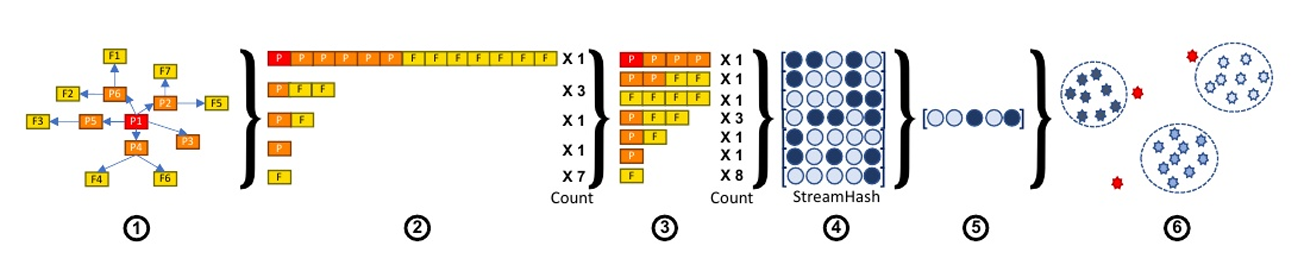 F1
F7
F2 P6 P2 F5
F3 P5 P1 P3
P4
F4 F6
P P P P P P F F F F F F F X 1
P F F X 3
P F X 1
P X 1
F X 7
Count
P P P P X 1
P P F F X 1
F F F F X 1
P F F X 3
P F X 1
P X 1
F X 8
Count
StreamHash
1 2 3 4 5 6